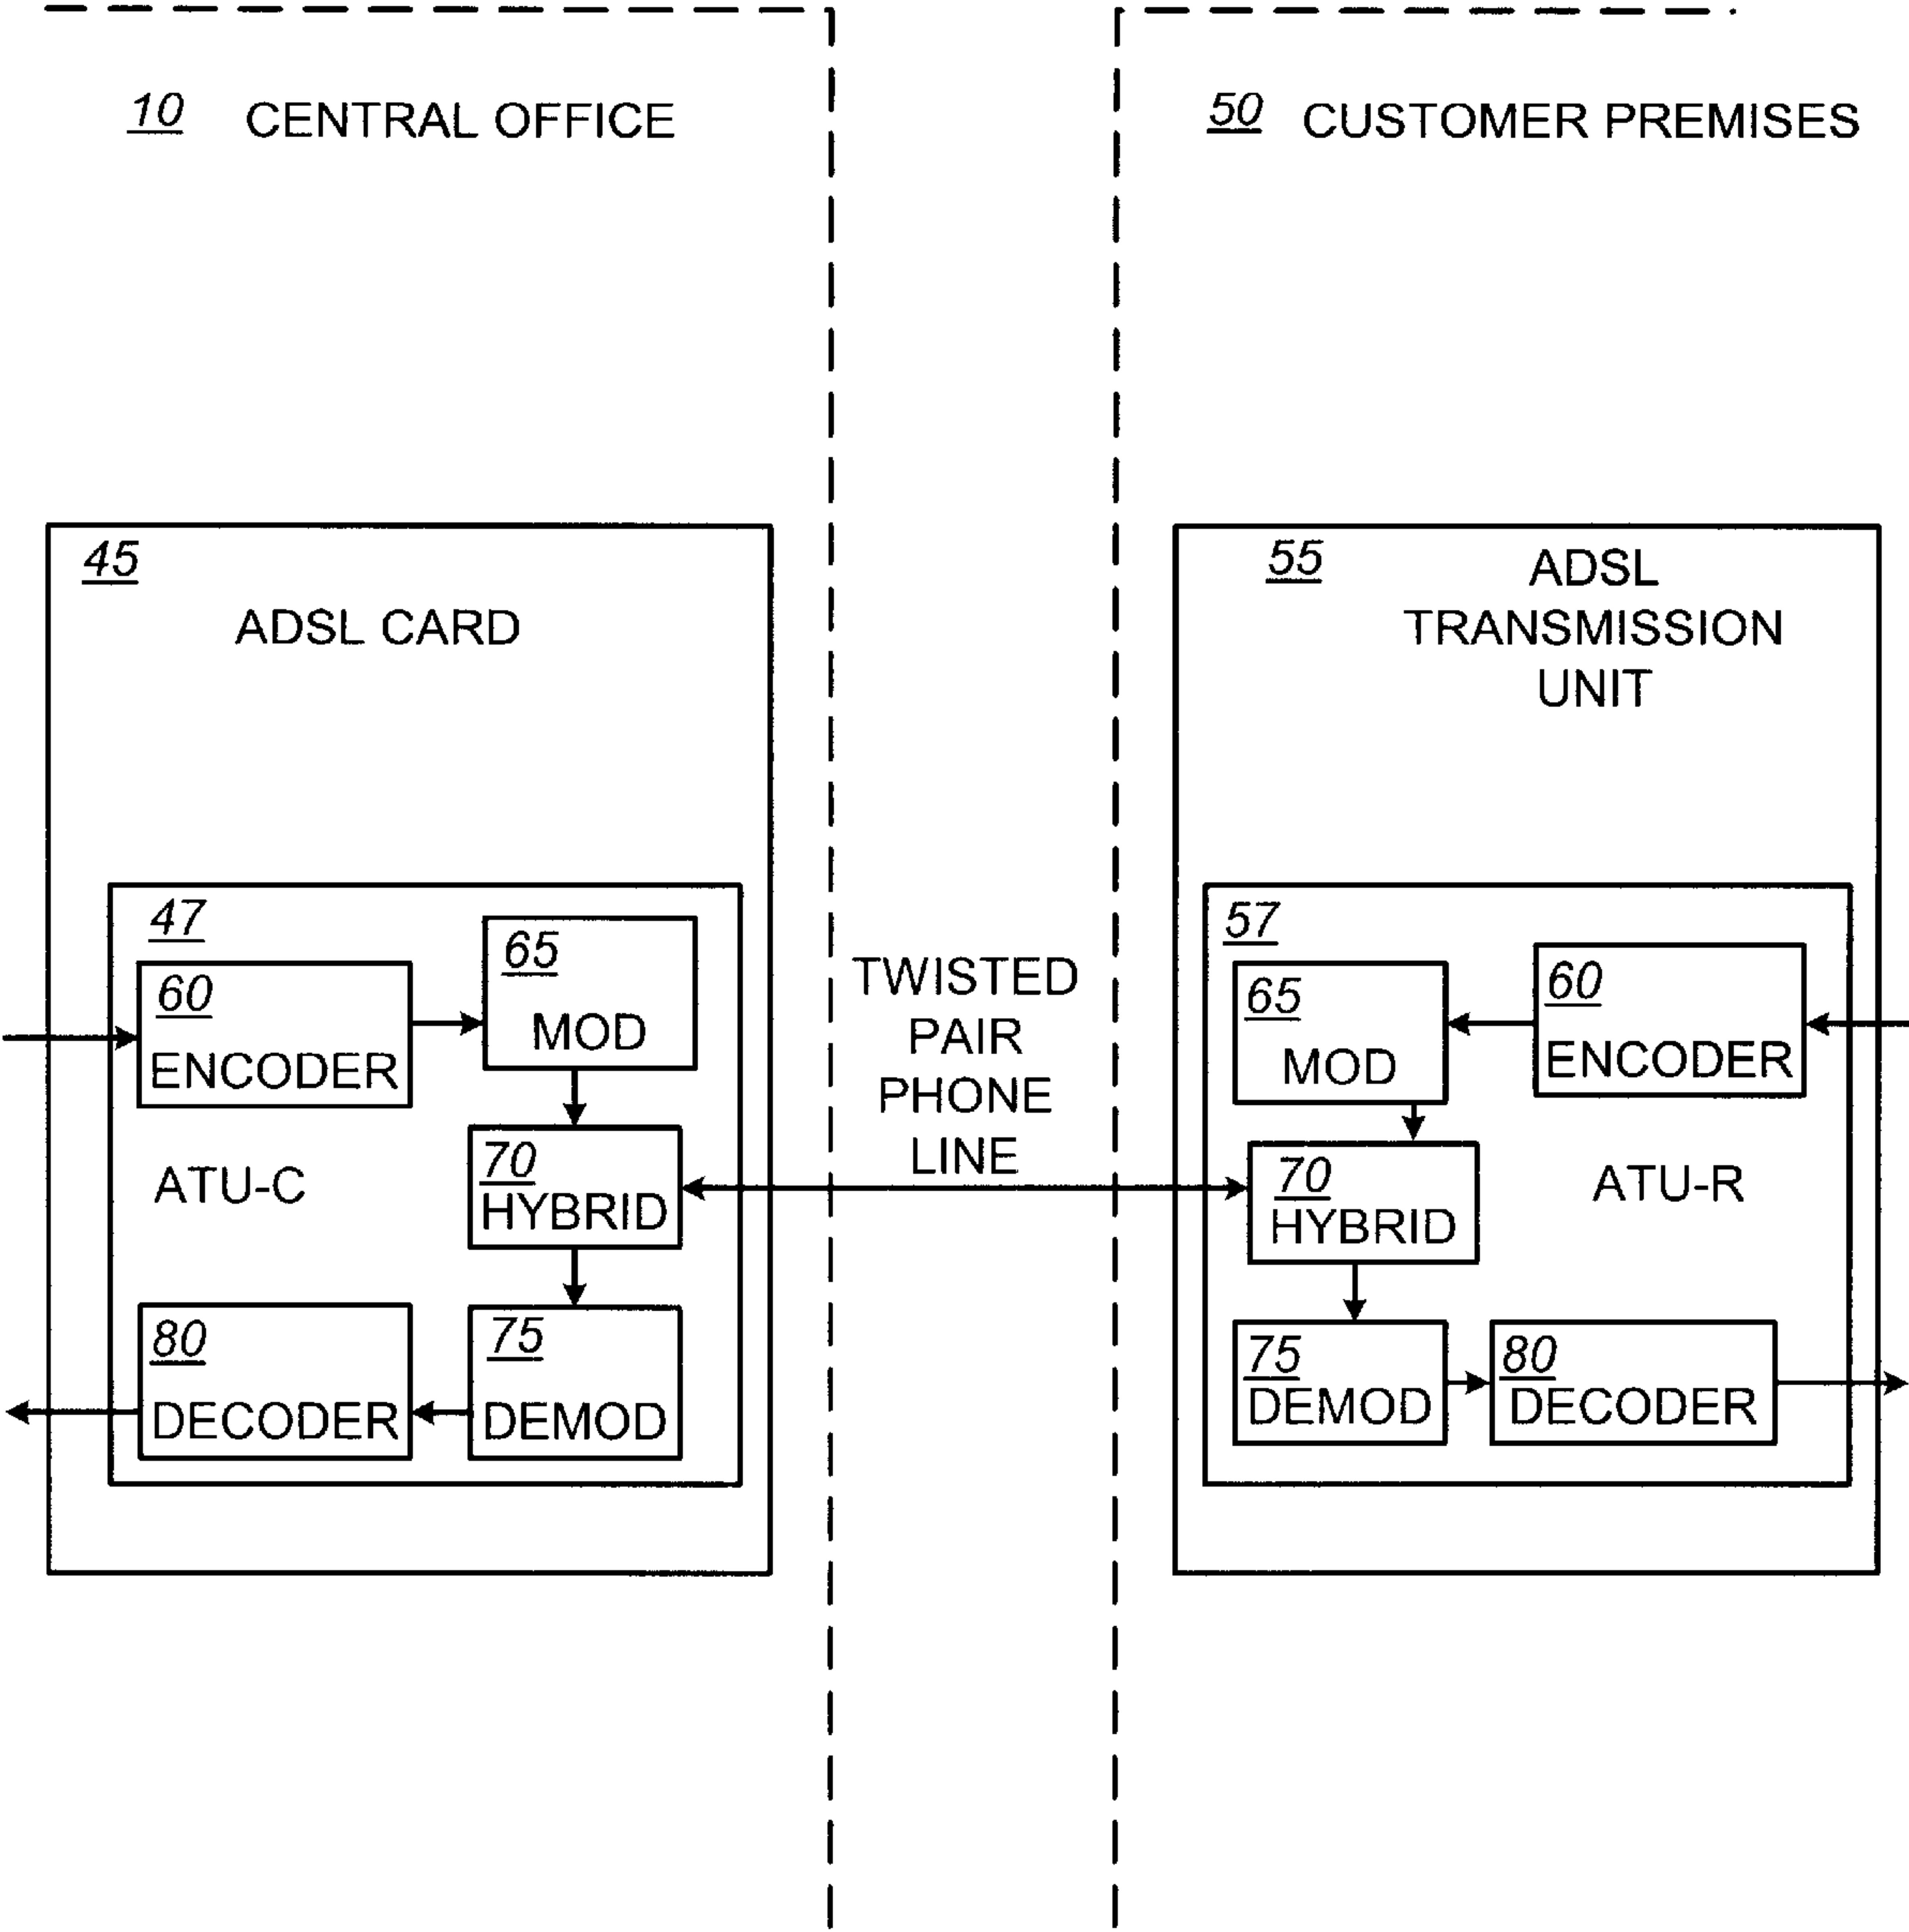 10 CENTRAL OFFICE
50 CUSTOMER PREMISES
45
ADSL CARD
55
ADSL
TRANSMISSION
UNIT
47
65
MOD
60
ENCODER
ATU-C
70
HYBRID
80
DECODER
75
DEMOD
TWISTED
PAIR
PHONE
LINE
57
65
MOD
60
ENCODER
70
HYBRID
ATU-R
75
DEMOD
80
DECODER